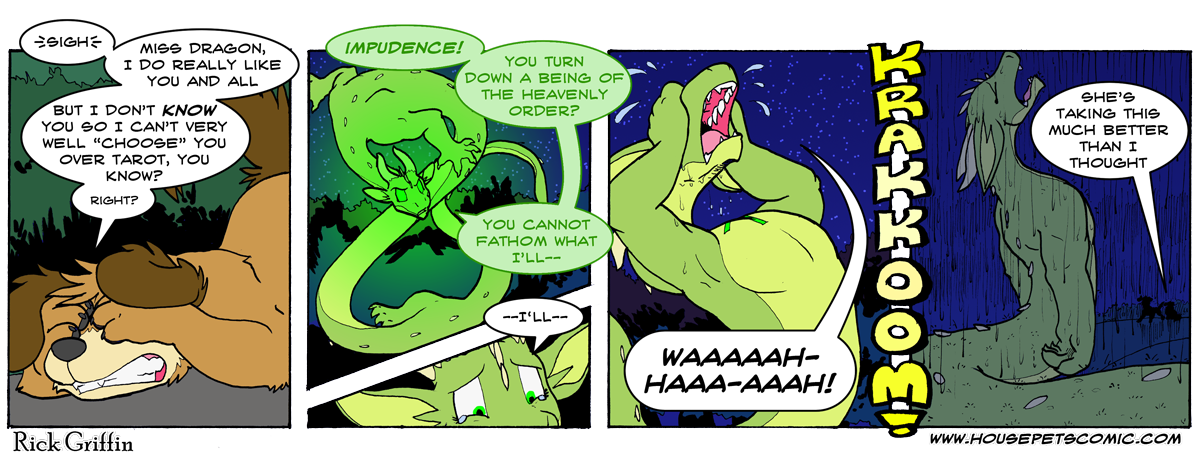 SIGH
MISS DRAGON,
I DO REALLY LIKE
YOU AND ALL
BUT I DON'T KNOW
YOU SO I CAN'T VERY
WELL "CHOOSE" YOU
OVER TAROT, YOU
KNOW?
RIGHT?
IMPUDENCE!
YOU TURN
DOWN A BEING OF
THE HEAVENLY
ORDER?
YOU CANNOT
FATHOM WHAT
I'LL--
--I'LL--
WAAAAAH-
HAAA-AAAH!
KRAKKOOM!
SHE'S
TAKING THIS
MUCH BETTER
THAN I
THOUGHT
Rick Griffin
WWW.HOUSEPETSCOMIC.COM